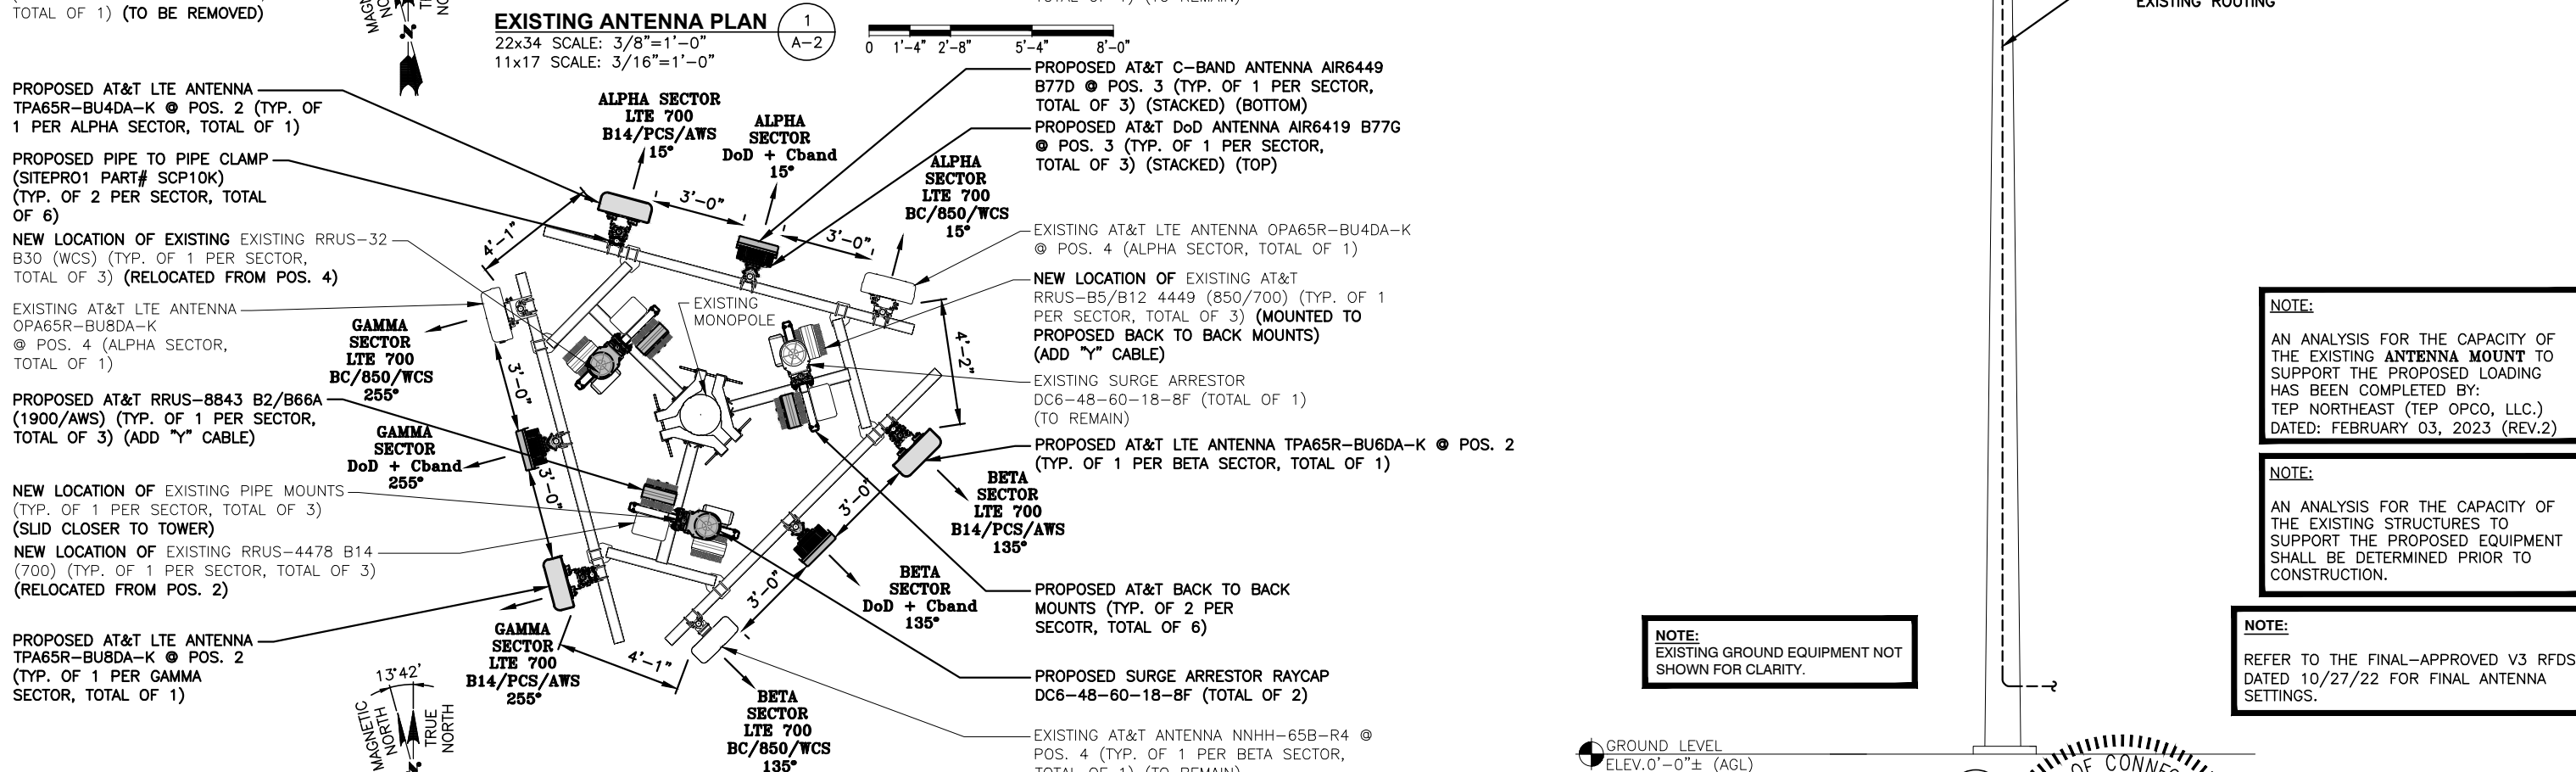 TOTAL OF 1) (TO BE REMOVED)
EXISTING ANTENNA PLAN
22x34 SCALE: 3/8"=1'-0"
11x17 SCALE: 3/16"=1'-0"
1
A-2
0 1'-4" 2'-8" 5'-4" 8'-0"
EXISTING ROUTING
PROPOSED AT&T LTE ANTENNA
TPA65R-BU4DA-K @ POS. 2 (TYP. OF
1 PER ALPHA SECTOR, TOTAL OF 1)
PROPOSED PIPE TO PIPE CLAMP
(SITEPRO1 PART# SCP10K)
(TYP. OF 2 PER SECTOR, TOTAL
OF 6)
NEW LOCATION OF EXISTING EXISTING RRUS-32
B30 (WCS) (TYP. OF 1 PER SECTOR,
TOTAL OF 3) (RELOCATED FROM POS. 4)
EXISTING AT&T LTE ANTENNA
OPA65R-BU8DA-K
@ POS. 4 (ALPHA SECTOR,
TOTAL OF 1)
PROPOSED AT&T RRUS-8843 B2/B66A
(1900/AWS) (TYP. OF 1 PER SECTOR,
TOTAL OF 3) (ADD "Y" CABLE)
NEW LOCATION OF EXISTING PIPE MOUNTS
(TYP. OF 1 PER SECTOR, TOTAL OF 3)
(SLID CLOSER TO TOWER)
NEW LOCATION OF EXISTING RRUS-4478 B14
(700) (TYP. OF 1 PER SECTOR, TOTAL OF 3)
(RELOCATED FROM POS. 2)
PROPOSED AT&T LTE ANTENNA
TPA65R-BU8DA-K @ POS. 2
(TYP. OF 1 PER GAMMA
SECTOR, TOTAL OF 1)
13°42'
MAGNETIC
NORTH
TRUE
NORTH
ALPHA SECTOR
LTE 700
B14/PCS/AWS
15°
ALPHA
SECTOR
DoD + Cband
15°
ALPHA
SECTOR
LTE 700
BC/850/WCS
15°
3'-0"
3'-0"
4'-1"
4'-2"
EXISTING
MONOPOLE
GAMMA
SECTOR
LTE 700
BC/850/WCS
255°
3'-0"
GAMMA
SECTOR
DoD + Cband
255°
3'-0"
GAMMA
SECTOR
LTE 700
B14/PCS/AWS
255°
4'-1"
BETA
SECTOR
LTE 700
B14/PCS/AWS
135°
3'-0"
BETA
SECTOR
DoD + Cband
135°
3'-0"
BETA
SECTOR
LTE 700
BC/850/WCS
135°
PROPOSED AT&T C-BAND ANTENNA AIR6449
B77D @ POS. 3 (TYP. OF 1 PER SECTOR,
TOTAL OF 3) (STACKED) (BOTTOM)
PROPOSED AT&T DoD ANTENNA AIR6419 B77G
@ POS. 3 (TYP. OF 1 PER SECTOR,
TOTAL OF 3) (STACKED) (TOP)
EXISTING AT&T LTE ANTENNA OPA65R-BU4DA-K
@ POS. 4 (ALPHA SECTOR, TOTAL OF 1)
NEW LOCATION OF EXISTING AT&T
RRUS-B5/B12 4449 (850/700) (TYP. OF 1
PER SECTOR, TOTAL OF 3) (MOUNTED TO
PROPOSED BACK TO BACK MOUNTS)
(ADD "Y" CABLE)
EXISTING SURGE ARRESTOR
DC6-48-60-18-8F (TOTAL OF 1)
(TO REMAIN)
PROPOSED AT&T LTE ANTENNA TPA65R-BU6DA-K @ POS. 2
(TYP. OF 1 PER BETA SECTOR, TOTAL OF 1)
PROPOSED AT&T BACK TO BACK
MOUNTS (TYP. OF 2 PER
SECOTR, TOTAL OF 6)
PROPOSED SURGE ARRESTOR RAYCAP
DC6-48-60-18-8F (TOTAL OF 2)
EXISTING AT&T ANTENNA NNHH-65B-R4 @
POS. 4 (TYP. OF 1 PER BETA SECTOR,
TOTAL OF 1) (TO REMAIN)
NOTE:
EXISTING GROUND EQUIPMENT NOT
SHOWN FOR CLARITY.
GROUND LEVEL
ELEV.0'-0"± (AGL)
NOTE:
AN ANALYSIS FOR THE CAPACITY OF
THE EXISTING ANTENNA MOUNT TO
SUPPORT THE PROPOSED LOADING
HAS BEEN COMPLETED BY:
TEP NORTHEAST (TEP OPCO, LLC.)
DATED: FEBRUARY 03, 2023 (REV.2)
NOTE:
AN ANALYSIS FOR THE CAPACITY OF
THE EXISTING STRUCTURES TO
SUPPORT THE PROPOSED EQUIPMENT
SHALL BE DETERMINED PRIOR TO
CONSTRUCTION.
NOTE:
REFER TO THE FINAL-APPROVED V3 RFDS
DATED 10/27/22 FOR FINAL ANTENNA
SETTINGS.
OF CONNE